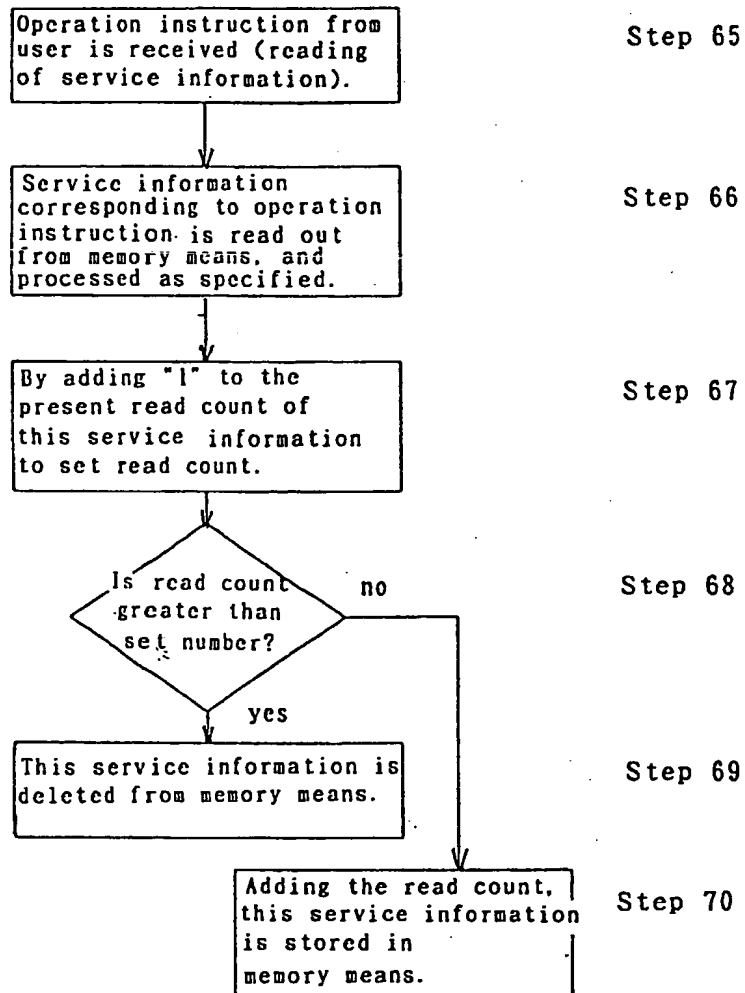 Operation instruction from
user is received (reading
of service information).
Step 65
Service information
corresponding to operation
instruction is read out
from memory means, and
processed as specified.
Step 66
By adding "1" to the
present read count of
this service information
to set read count.
Step 67
Is read count
greater than
set number?
no
Step 68
yes
This service information is
deleted from memory means.
Step 69
Adding the read count,
this service information
is stored in
memory means.
Step 70